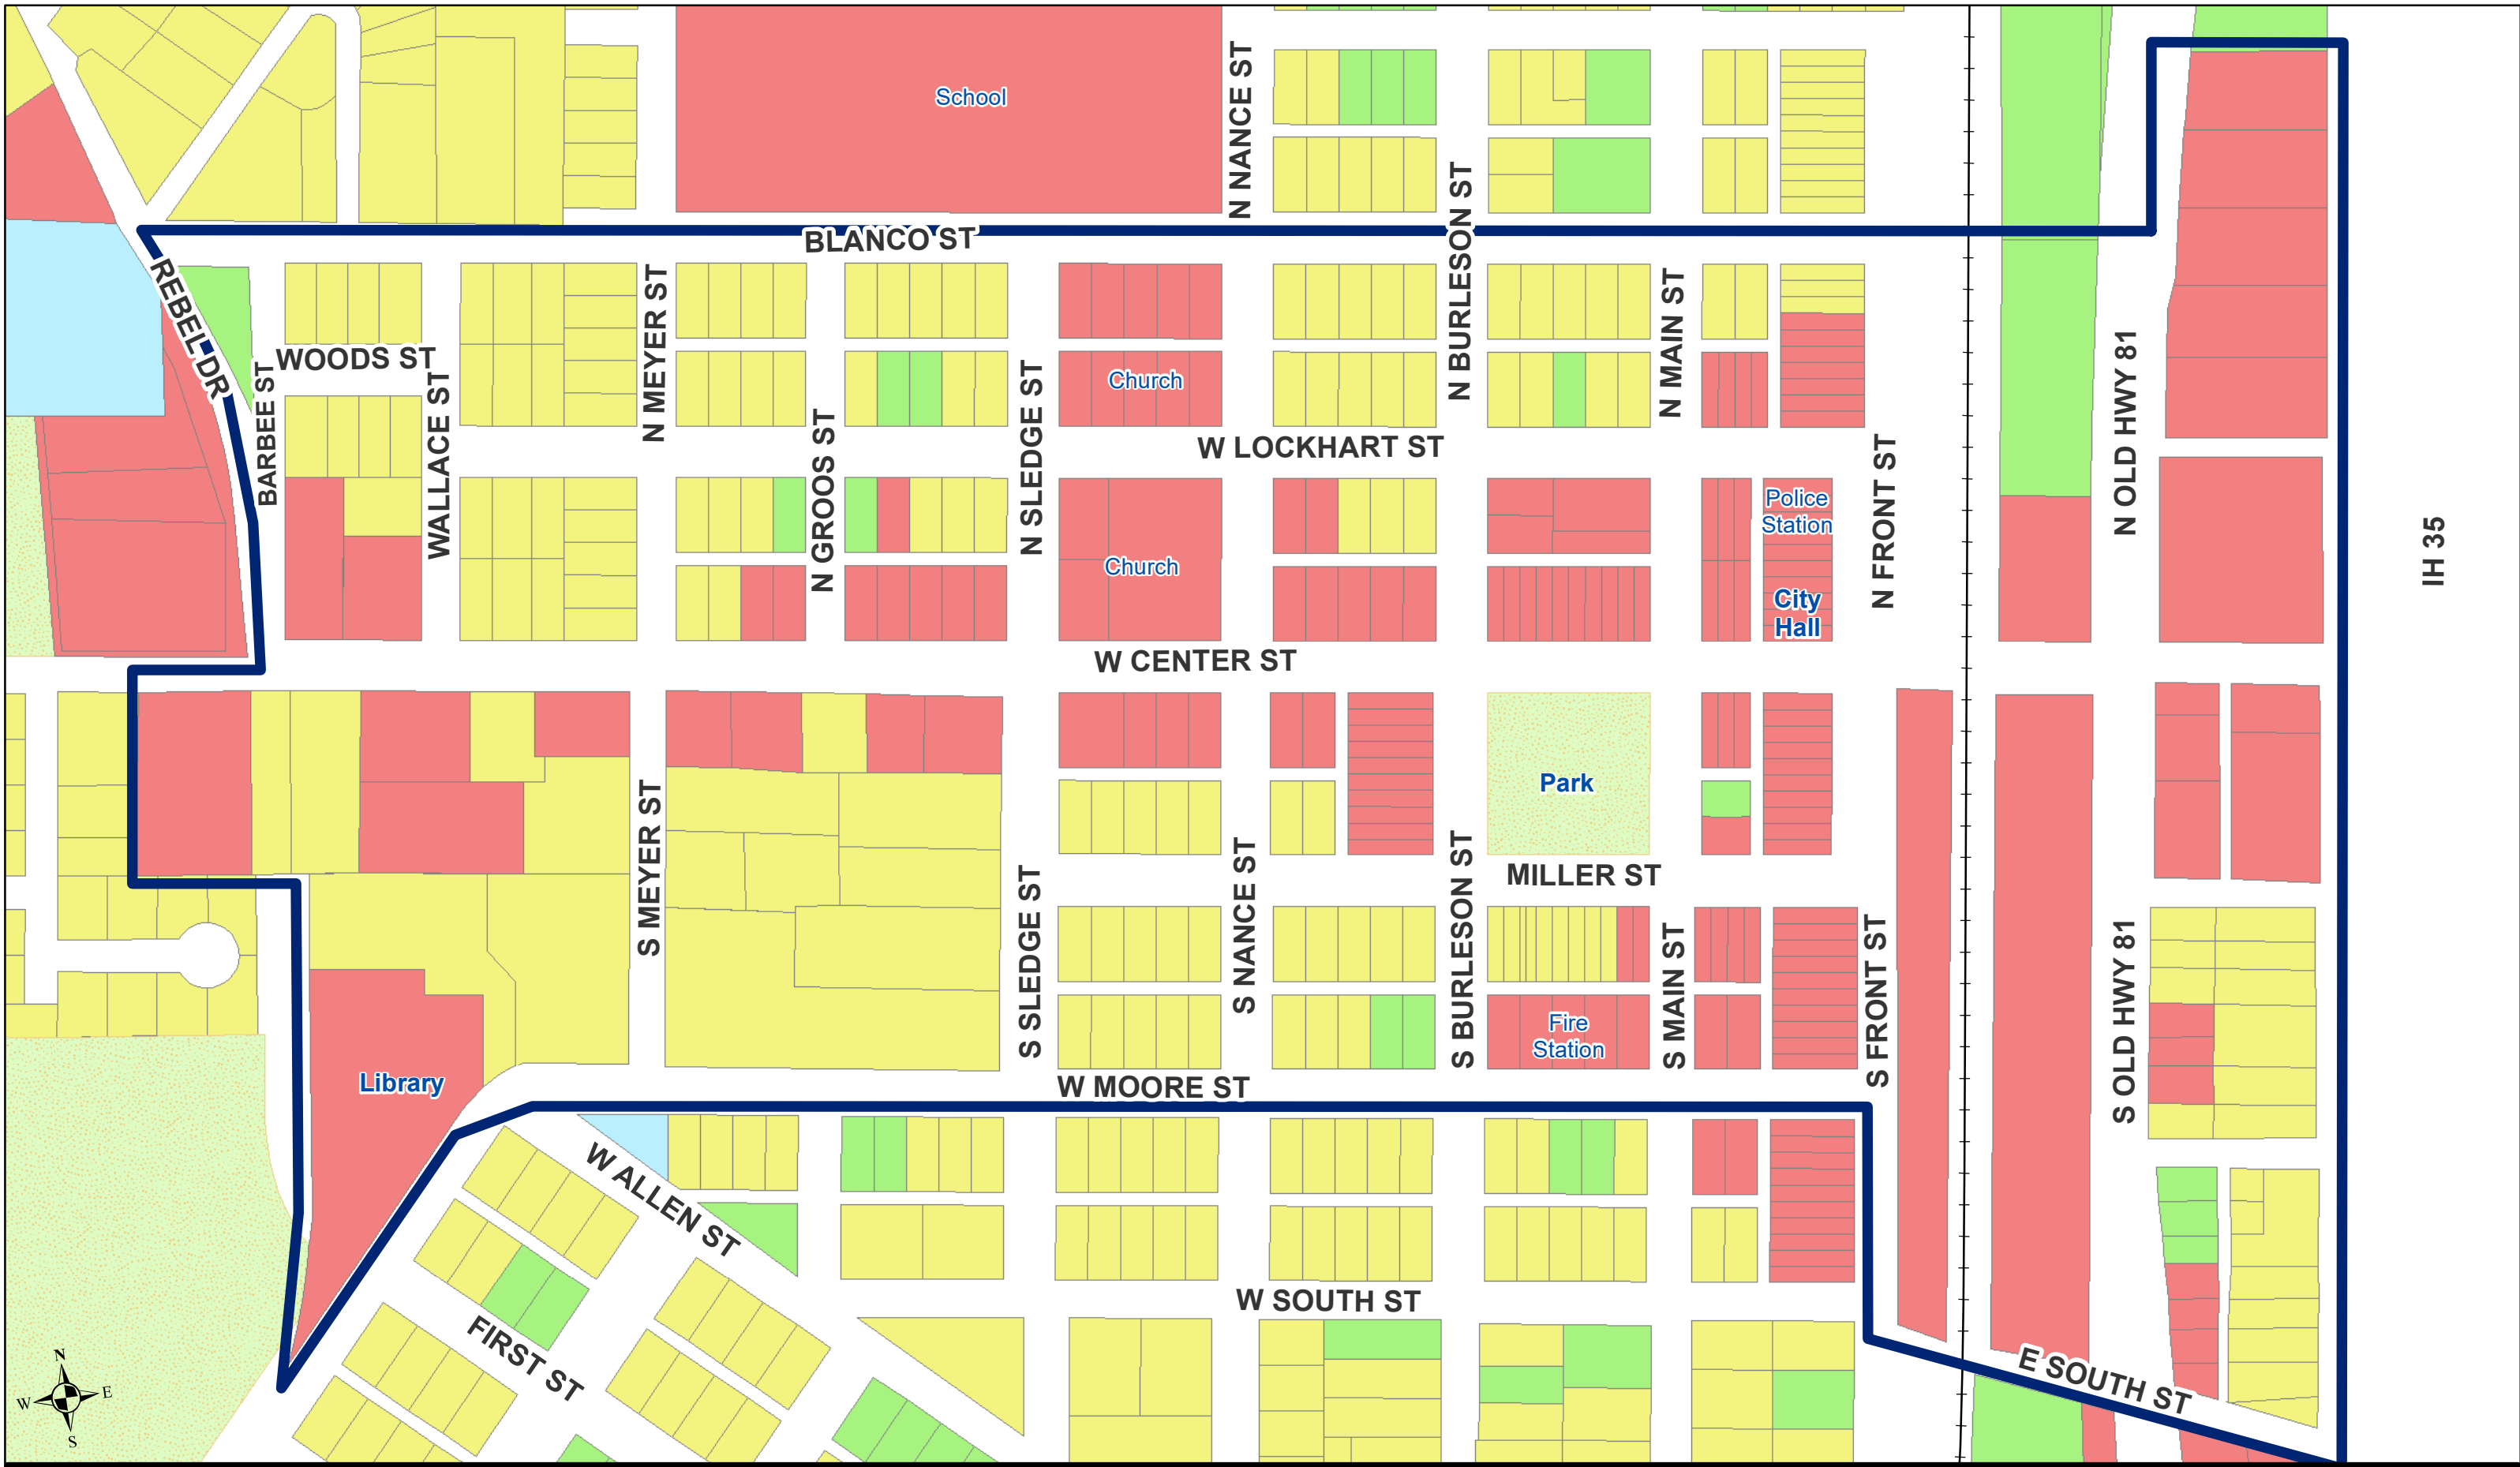 School
N NANCE ST
N BURLESON ST
BLANCO ST
REBEL DR
WOODS ST
BARBEE ST
WALLACE ST
N MEYER ST
N GROOS ST
N SLEDGE ST
Church
N MAIN ST
W LOCKHART ST
N FRONT ST
N OLD HWY 81
IH 35
Police
Station
Church
City
Hall
W CENTER ST
Park
S MEYER ST
MILLER ST
S SLEDGE ST
S NANCE ST
S BURLESON ST
S MAIN ST
S FRONT ST
S OLD HWY 81
Fire
Station
Library
W MOORE ST
W ALLEN ST
W SOUTH ST
FIRST ST
E SOUTH ST
N
W E
S